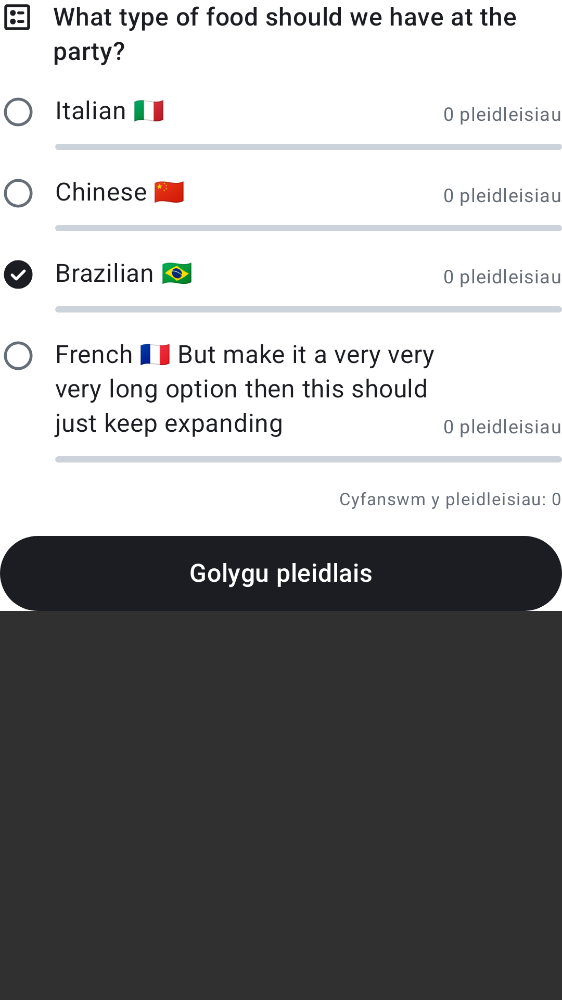 What type of food should we have at the
party?
Italian 🇮🇹
0 pleidleisiau
Chinese 🇨🇳
0 pleidleisiau
Brazilian 🇧🇷
0 pleidleisiau
French 🇫🇷 But make it a very very
very long option then this should
just keep expanding
0 pleidleisiau
Cyfanswm y pleidleisiau: 0
Golygu pleidlais